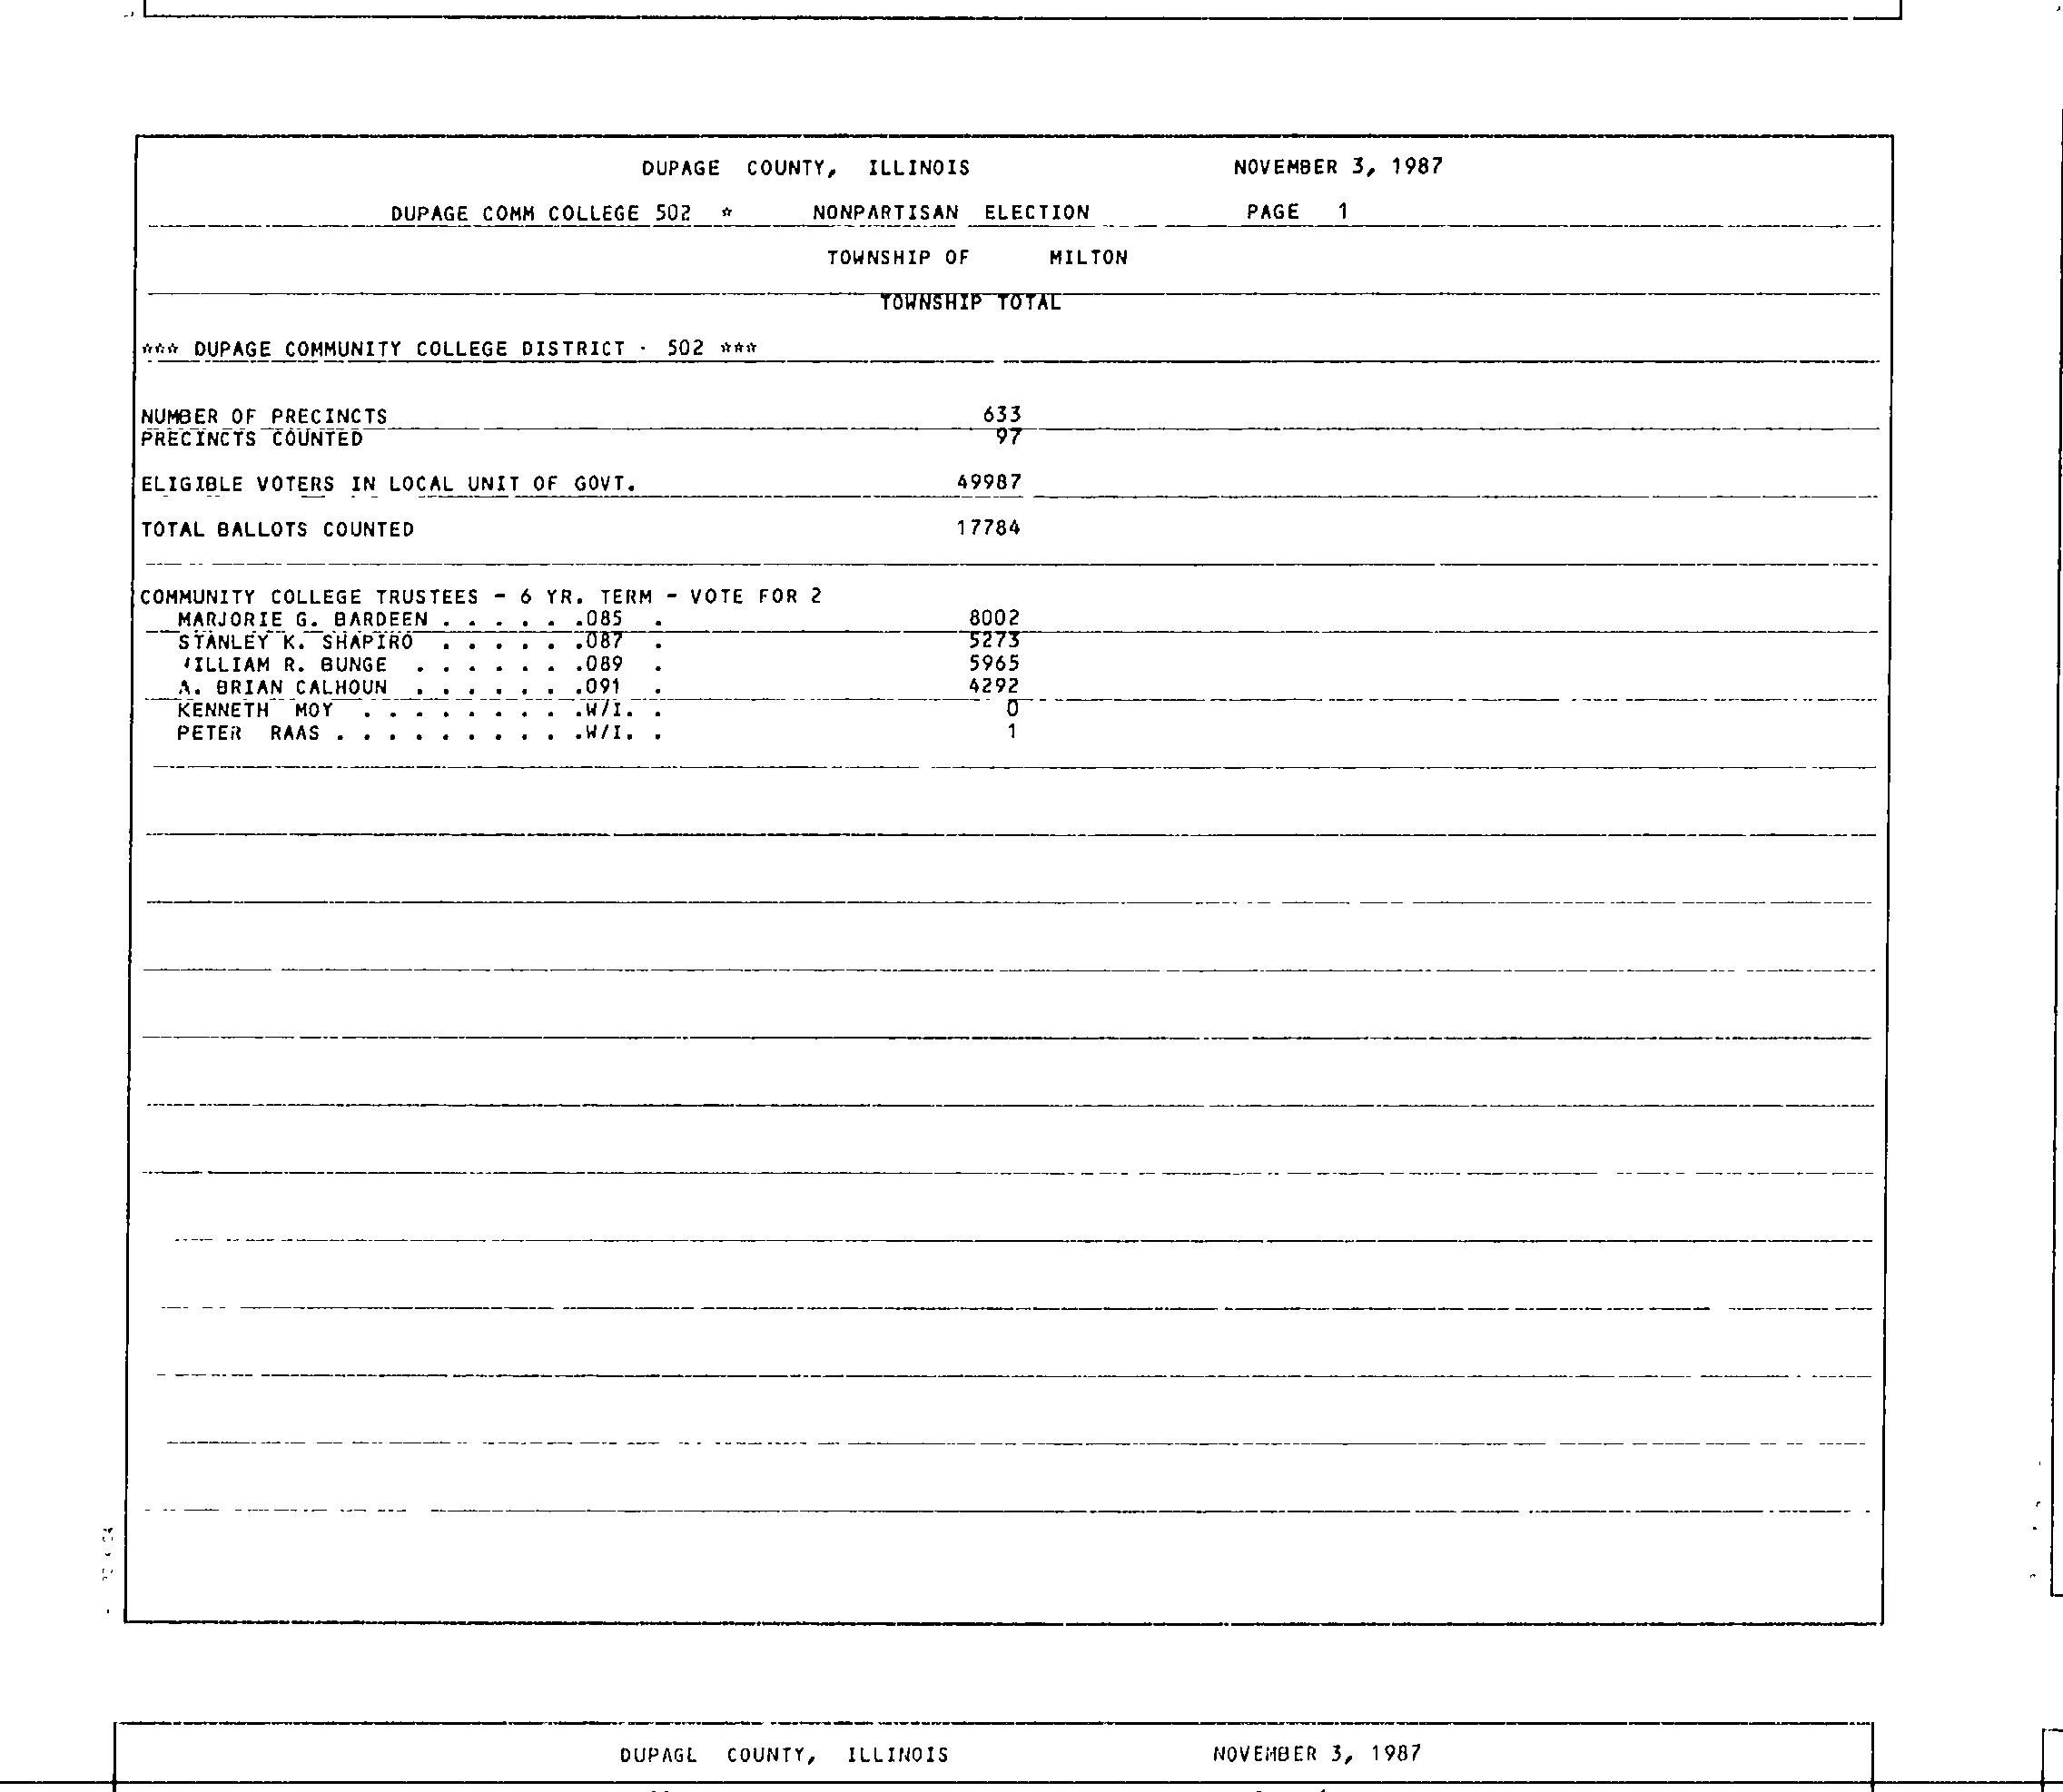 DUPAGE COUNTY, ILLINOIS NOVEMBER 3, 1987
DUPAGE COMM COLLEGE 502 * NONPARTISAN ELECTION PAGE 1
TOWNSHIP OF MILTON
TOWNSHIP TOTAL
*** DUPAGE COMMUNITY COLLEGE DISTRICT - 502 ***
NUMBER OF PRECINCTS 633
PRECINCTS COUNTED 97
ELIGIBLE VOTERS IN LOCAL UNIT OF GOVT. 49987
TOTAL BALLOTS COUNTED 17784
COMMUNITY COLLEGE TRUSTEES - 6 YR. TERM - VOTE FOR 2
MARJORIE G. BARDEEN . . . . . .085 . 8002
STANLEY K. SHAPIRO . . . . . .087 . 5273
WILLIAM R. BUNGE . . . . . . .089 . 5965
A. BRIAN CALHOUN . . . . . . .091 . 4292
KENNETH MOY . . . . . . . . .W/I. . 0
PETER RAAS . . . . . . . . . .W/I. . 1
DUPAGE COUNTY, ILLINOIS NOVEMBER 3, 1987